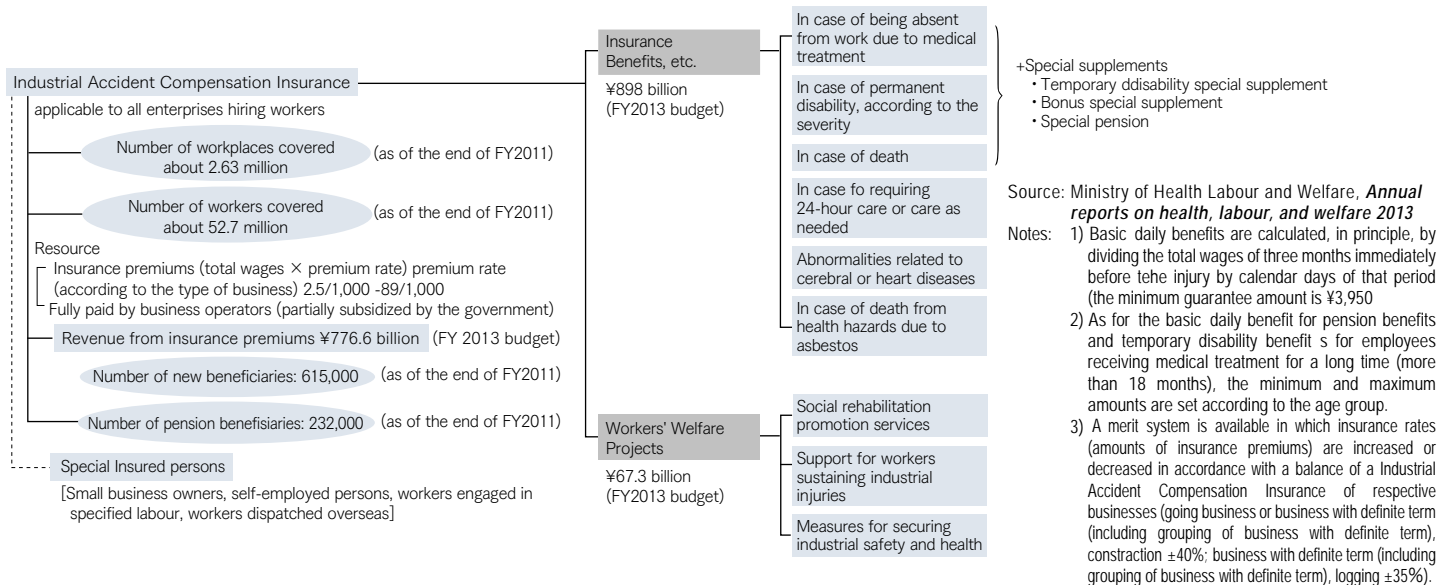 Industrial Accident Compensation Insurance
applicable to all enterprises hiring workers
Number of workplaces covered
about 2.63 million
(as of the end of FY2011)
Number of workers covered
about 52.7 million
(as of the end of FY2011)
Resource
Insurance premiums (total wages × premium rate) premium rate
(according to the type of business) 2.5/1,000 -89/1,000
Fully paid by business operators (partially subsidized by the government)
Revenue from insurance premiums ¥776.6 billion (FY 2013 budget)
Number of new beneficiaries: 615,000 (as of the end of FY2011)
Number of pension benefisiaries: 232,000 (as of the end of FY2011)
Special Insured persons
[Small business owners, self-employed persons, workers engaged in
specified labour, workers dispatched overseas]
Insurance
Benefits, etc.
¥898 billion
(FY2013 budget)
In case of being absent
from work due to medical
treatment
In case of permanent
disability, according to the
severity
In case of death
In case fo requiring
24-hour care or care as
needed
Abnormalities related to
cerebral or heart diseases
In case of death from
health hazards due to
asbestos
+Special supplements
・Temporary ddisability special supplement
・Bonus special supplement
・Special pension
Workers' Welfare
Projects
¥67.3 billion
(FY2013 budget)
Social rehabilitation
promotion services
Support for workers
sustaining industrial
injuries
Measures for securing
industrial safety and health
Source: Ministry of Health Labour and Welfare, Annual
reports on health, labour, and welfare 2013
Notes: 1) Basic daily benefits are calculated, in principle, by
dividing the total wages of three months immediately
before tehe injury by calendar days of that period
(the minimum guarantee amount is ¥3,950
2) As for the basic daily benefit for pension benefits
and temporary disability benefit s for employees
receiving medical treatment for a long time (more
than 18 months), the minimum and maximum
amounts are set according to the age group.
3) A merit system is available in which insurance rates
(amounts of insurance premiums) are increased or
decreased in accordance with a balance of a Industrial
Accident Compensation Insurance of respective
businesses (going business or business with definite term
(including grouping of business with definite term),
constraction ±40%; business with definite term (including
grouping of business with definite term), logging ±35%).